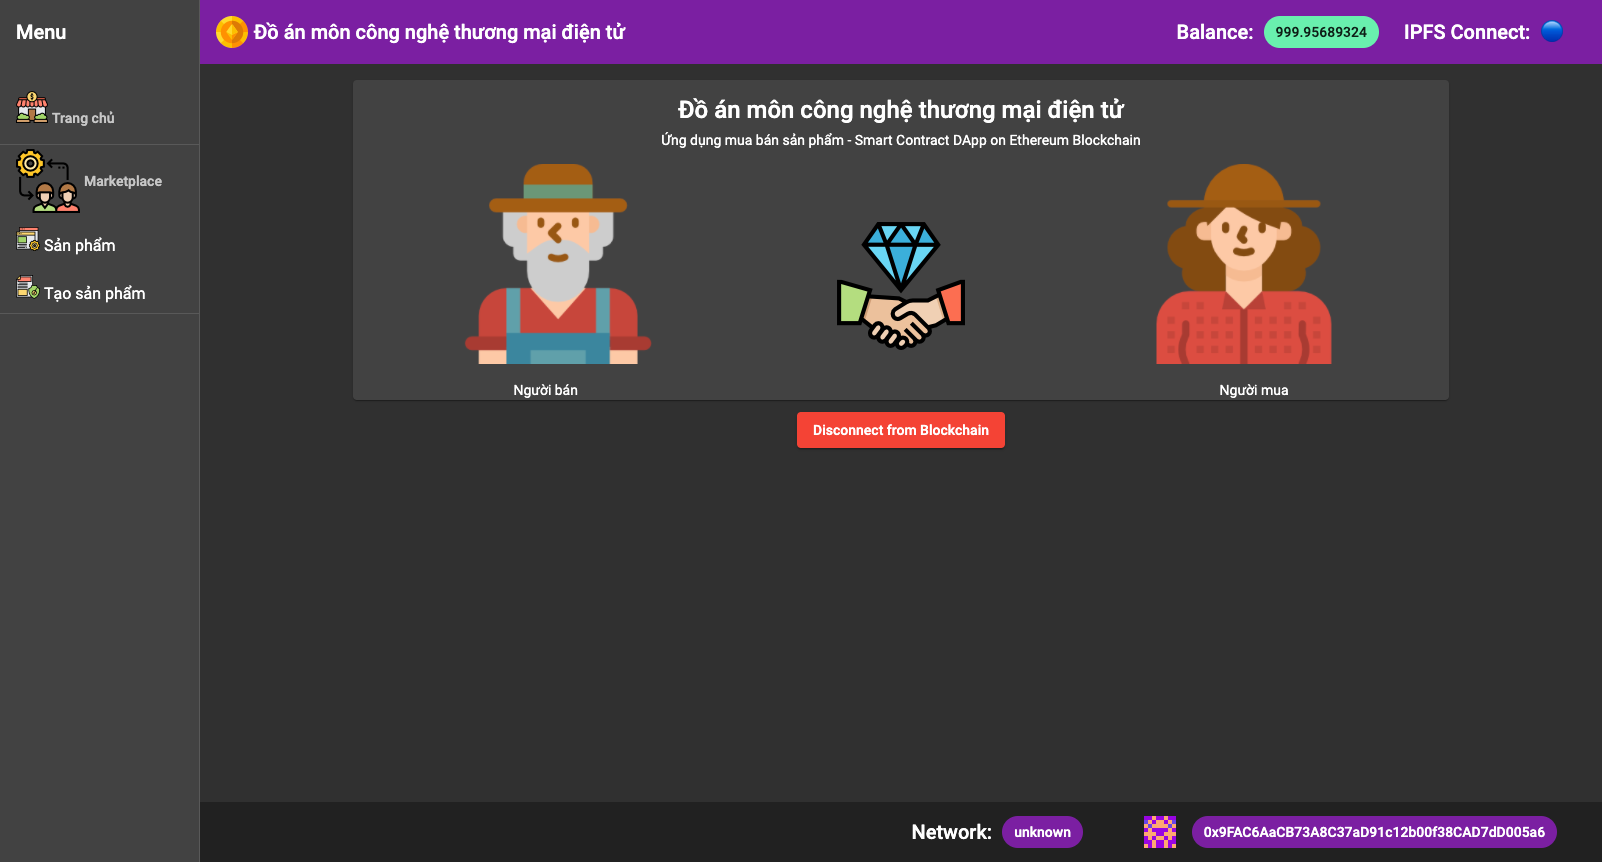 Menu
Đồ án môn công nghệ thương mại điện tử
Balance: 999.95689324
IPFS Connect:
Trang chủ
Marketplace
Sản phẩm
Tạo sản phẩm
Đồ án môn công nghệ thương mại điện tử
Ứng dụng mua bán sản phẩm - Smart Contract DApp on Ethereum Blockchain
Người bán
Người mua
Disconnect from Blockchain
Network: unknown
0x9FAC6AaCB73A8C37aD91c12b00f38CAD7dD005a6